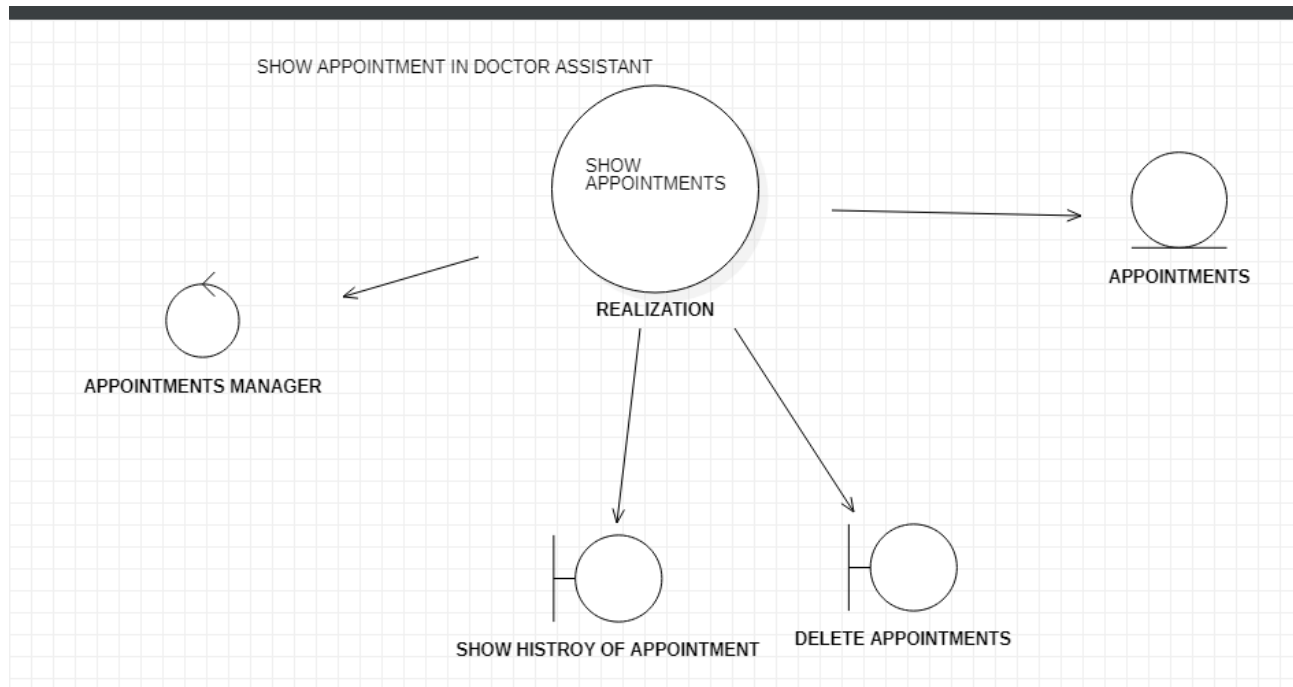 SHOW APPOINTMENT IN DOCTOR ASSISTANT
SHOW
APPOINTMENTS
REALIZATION
APPOINTMENTS
APPOINTMENTS MANAGER
SHOW HISTROY OF APPOINTMENT
DELETE APPOINTMENTS